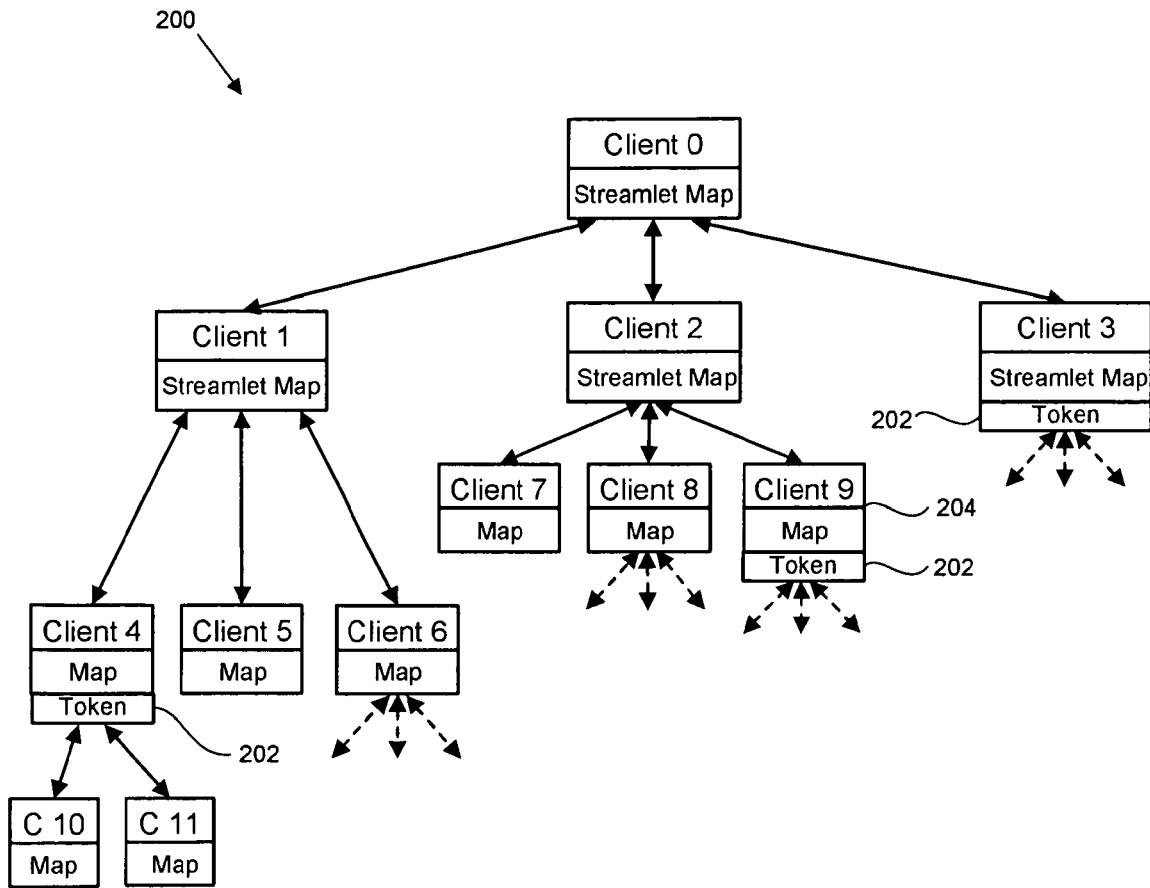 200
Client 0
Streamlet Map
Client 1
Streamlet Map
Client 2
Streamlet Map
Client 3
Streamlet Map
Token
202
Client 7
Map
Client 8
Map
Client 9
Map
Token
204
202
Client 4
Map
Token
202
Client 5
Map
Client 6
Map
C 10
Map
C 11
Map